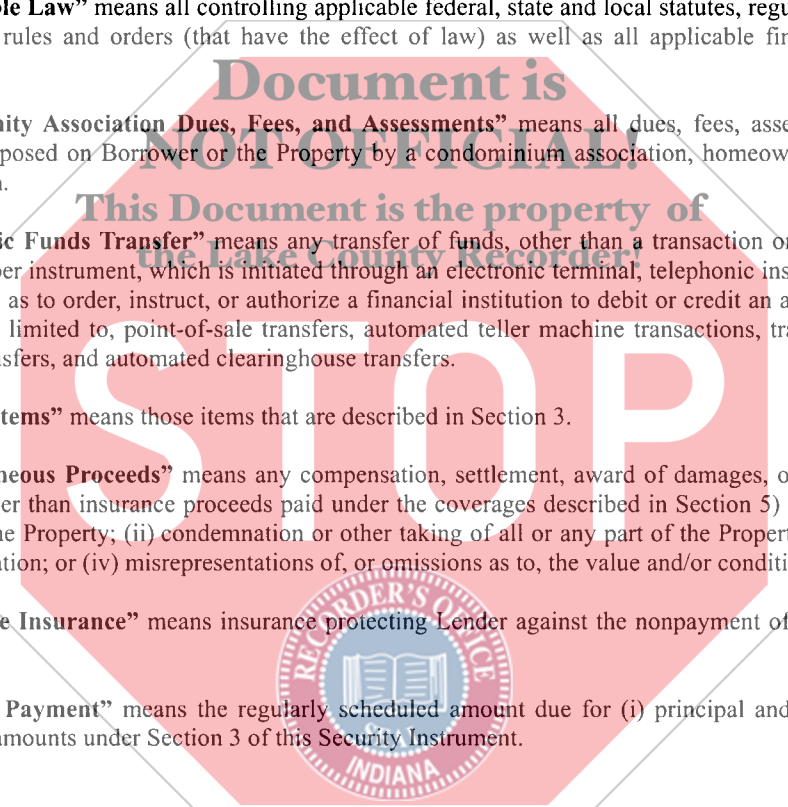 ble Law” means all controlling applicable federal, state and local statutes, regu
rules and orders (that have the effect of law) as well as all applicable fin
Document is
nity Association Dues, Fees, and Assessments” means all dues, fees, asse
NOT OFFICIAL!
posed on Borrower or the Property by a condominium association, homeow
n.
This Document is the property of
ic Funds Transfer” means any transfer of funds, other than a transaction or
the Lake County Recorder!
per instrument, which is initiated through an electronic terminal, telephonic ins
as to order, instruct, or authorize a financial institution to debit or credit an a
limited to, point-of-sale transfers, automated teller machine transactions, tra
sfers, and automated clearinghouse transfers.
STOP
tems” means those items that are described in Section 3.
neous Proceeds” means any compensation, settlement, award of damages, o
er than insurance proceeds paid under the coverages described in Section 5)
he Property; (ii) condemnation or other taking of all or any part of the Propert
ation; or (iv) misrepresentations of, or omissions as to, the value and/or conditi
e Insurance” means insurance protecting Lender against the nonpayment of
RECORDER'S OFFICE
Payment” means the regularly scheduled amount due for (i) principal and
amounts under Section 3 of this Security Instrument.
INDIANA